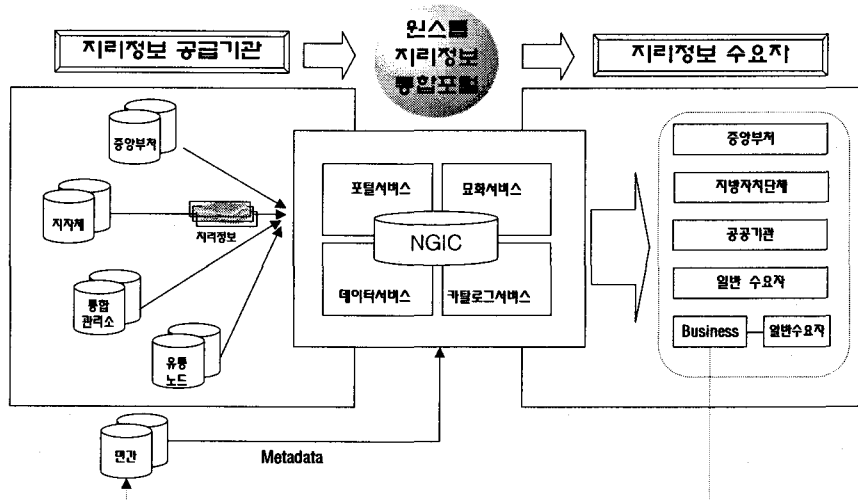 지리정보 공급기관
원스톱
지리정보
통합포털
지리정보 수요자
중앙부처
지자체
지리정보
통합
관리소
유통
노드
민간
포털서비스
묘화서비스
NGIC
데이터서비스
카탈로그서비스
Metadata
중앙부처
지방자치단체
공공기관
일반 수요자
Business
일반수요자